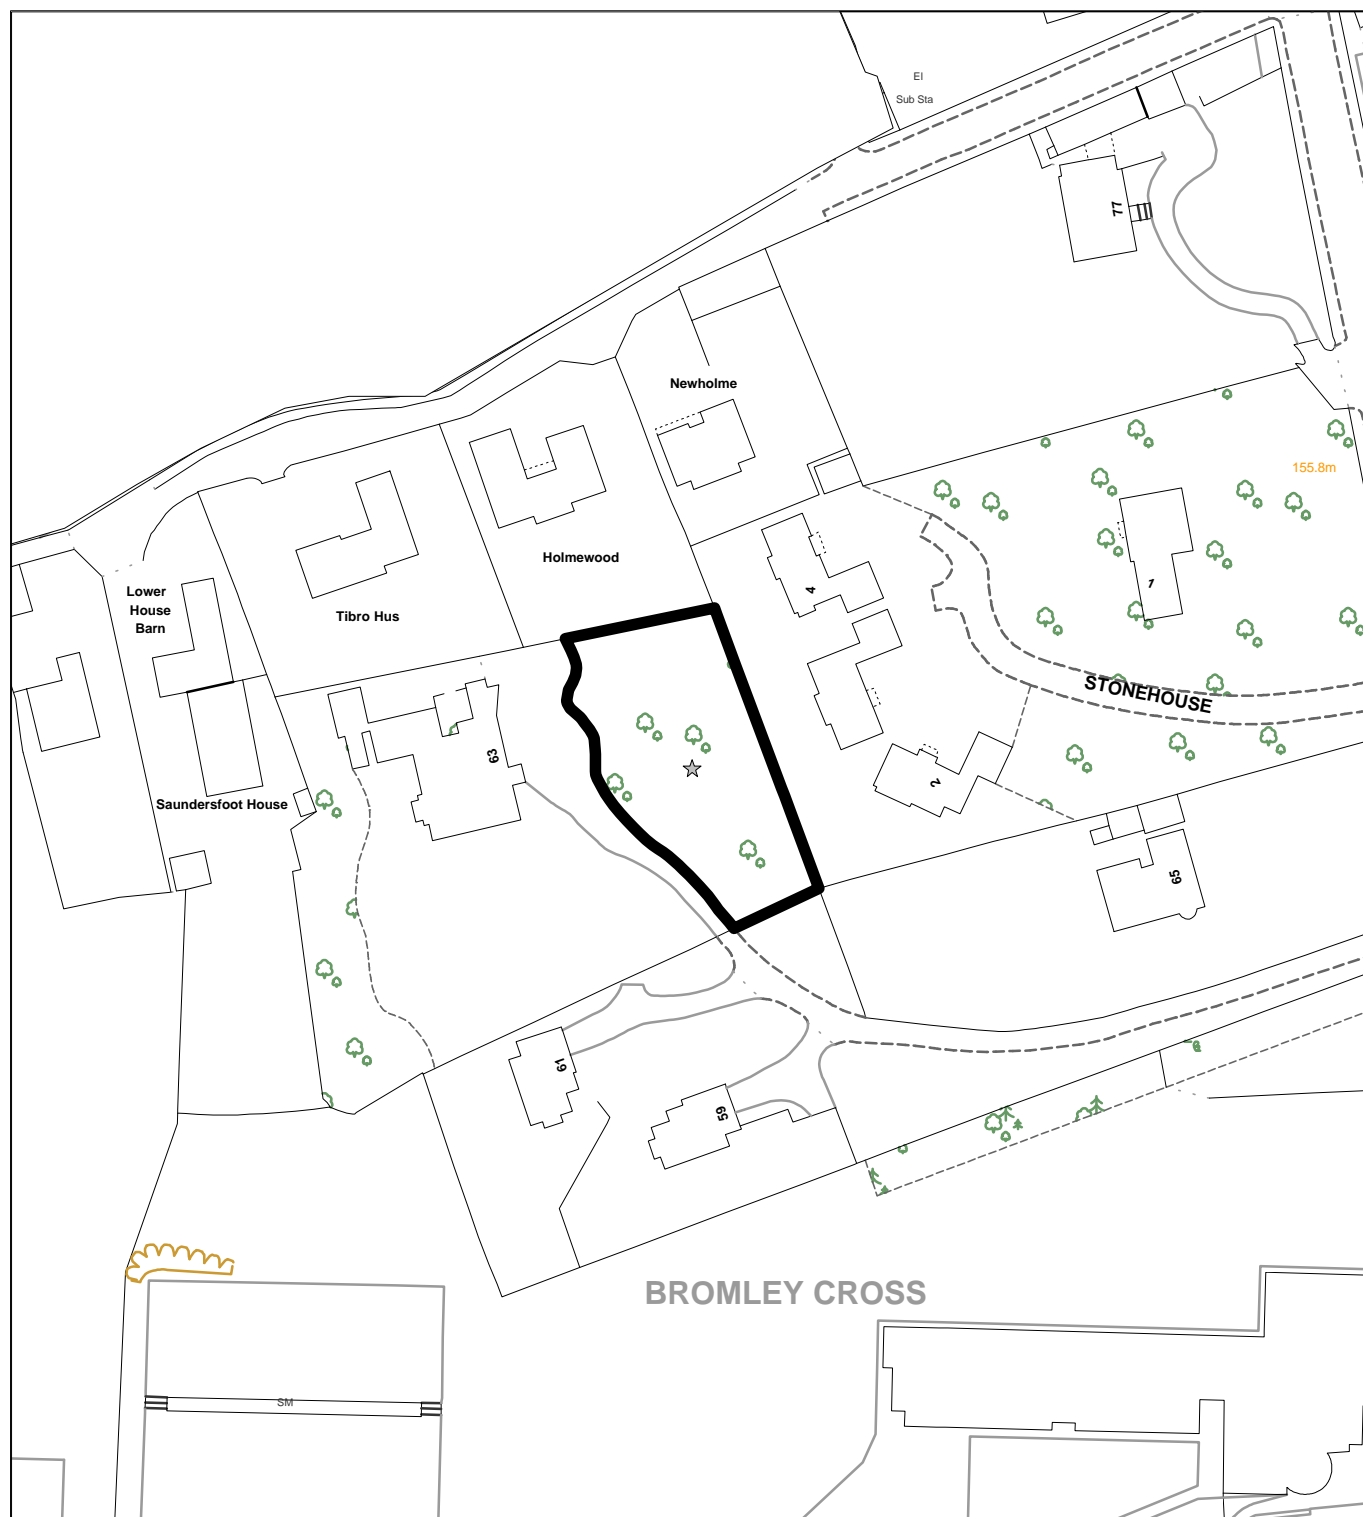 El
Sub Sta
77
Newholme
155.8m
Holmewood
4
1
Lower
House
Barn
Tibro Hus
STONEHOUSE
63
2
Saundersfoot House
65
61
59
BROMLEY CROSS
SM